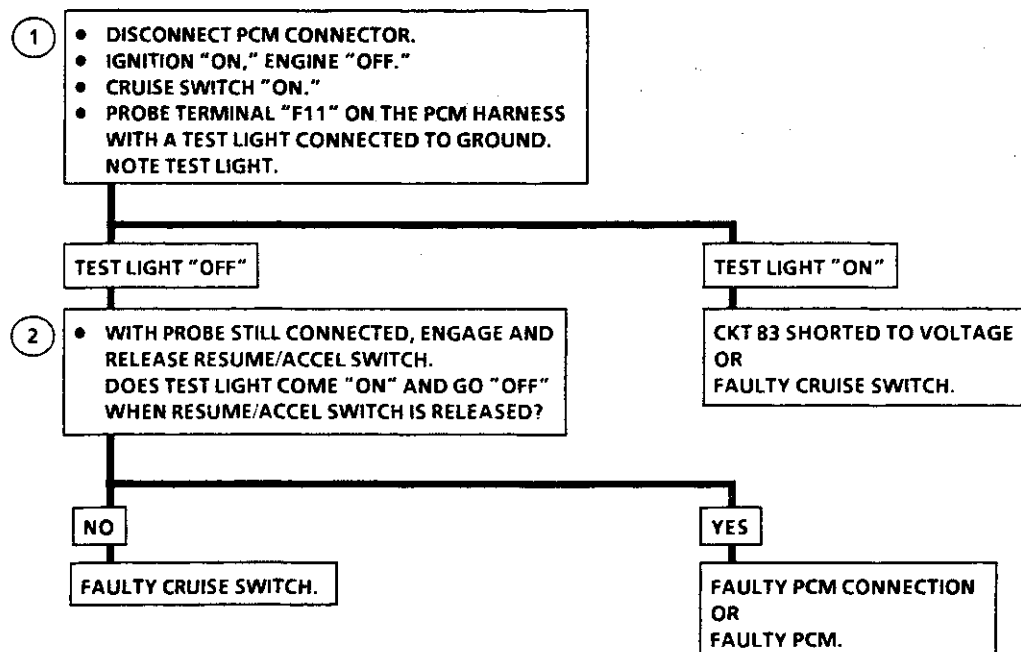 1
• DISCONNECT PCM CONNECTOR.
• IGNITION "ON," ENGINE "OFF."
• CRUISE SWITCH "ON."
• PROBE TERMINAL "F11" ON THE PCM HARNESS
WITH A TEST LIGHT CONNECTED TO GROUND.
NOTE TEST LIGHT.
TEST LIGHT "OFF"
TEST LIGHT "ON"
CKT 83 SHORTED TO VOLTAGE
OR
FAULTY CRUISE SWITCH.
2
• WITH PROBE STILL CONNECTED, ENGAGE AND
RELEASE RESUME/ACCEL SWITCH.
DOES TEST LIGHT COME "ON" AND GO "OFF"
WHEN RESUME/ACCEL SWITCH IS RELEASED?
NO
YES
FAULTY CRUISE SWITCH.
FAULTY PCM CONNECTION
OR
FAULTY PCM.